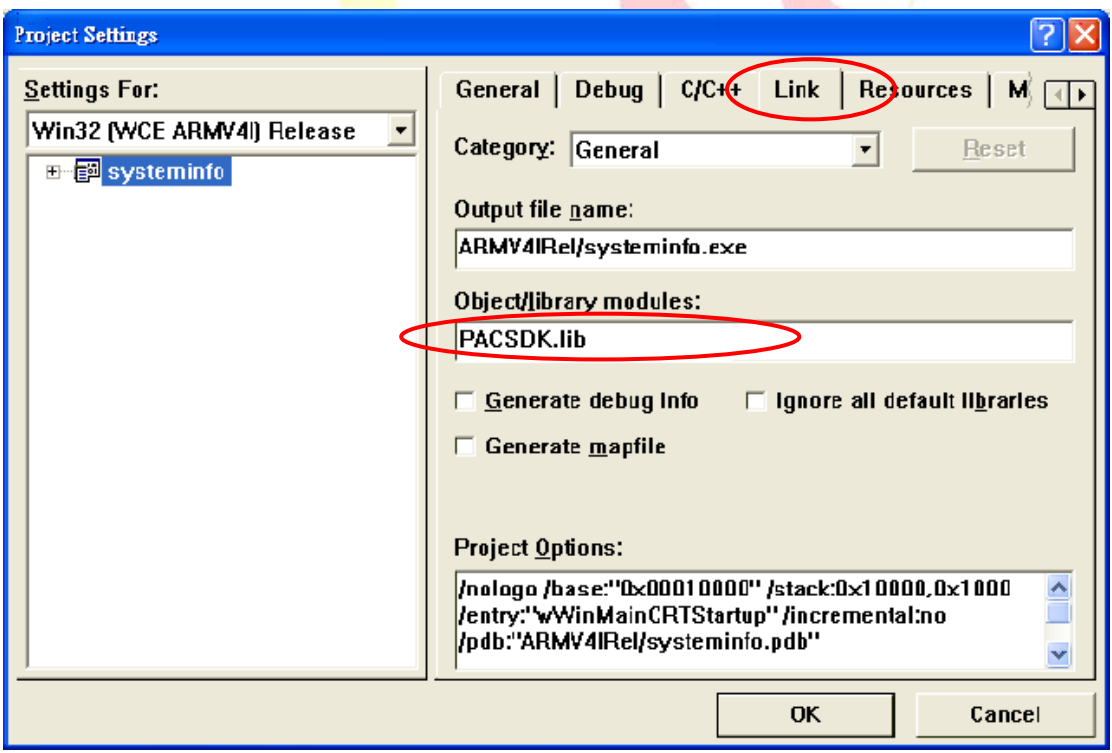 Project Settings
Settings For:
Win32 (WCE ARMV4I) Release
systeminfo
General
Debug
C/C++
Link
Resources
M
Category:
General
Reset
Output file name:
ARMV4IRel/systeminfo.exe
Object/library modules:
PACSDK.lib
Generate debug info
Ignore all default libraries
Generate mapfile
Project Options:
/nologo /base:"0x00010000" /stack:0x10000,0x1000
/entry:"wWinMainCRTStartup" /incremental:no
/pdb:"ARMV4IRel/systeminfo.pdb"
OK
Cancel